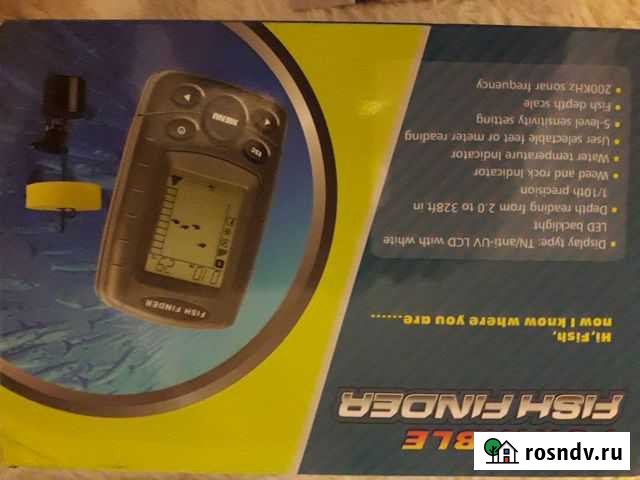 FISH FINDER
Hi,Fish,
now I know where you are.......
• Display type: TN/anti-UV LCD with white
LED backlight
• Depth reading from 2.0 to 328ft in
1/10th precision
• Weed and rock Indicator
• Water temperature Indicator
• User selectable or feet or meter reading
• 5-level sensitivity setting
• Fish depth scale
• 200KHz sonar frequency
FISH FINDER
ESC
MENU
rosndv.ru